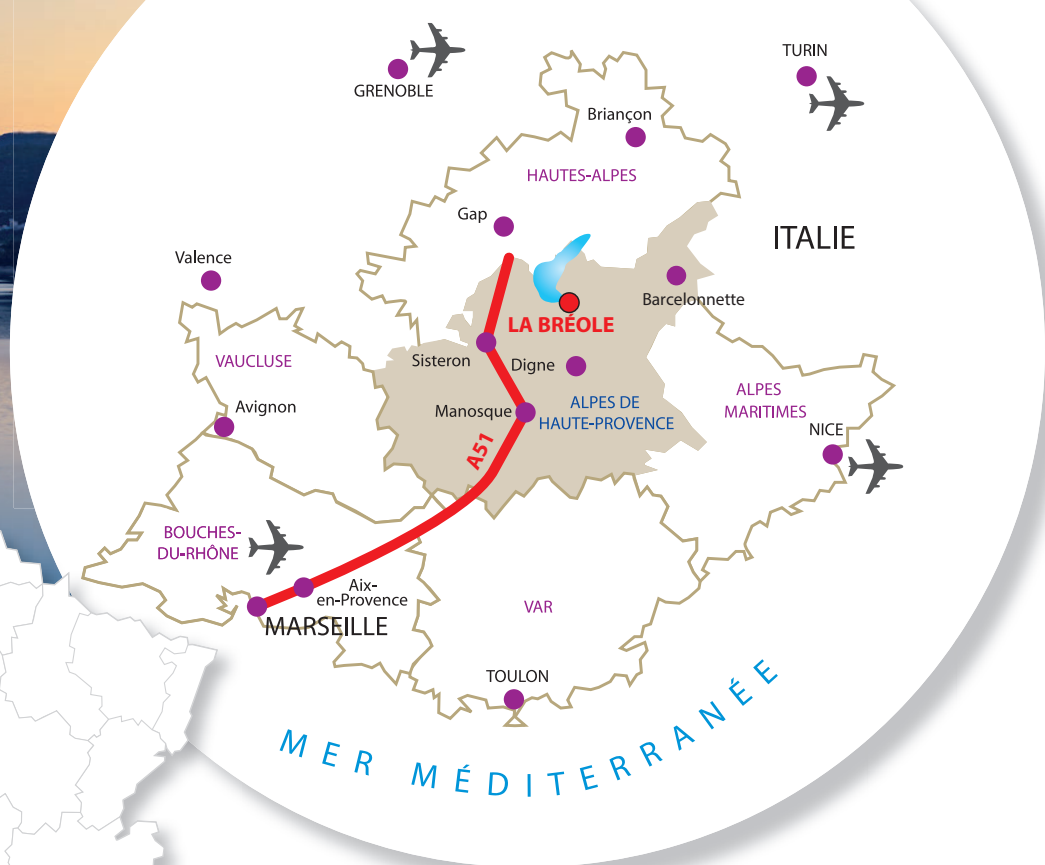 TURIN
GRENOBLE
Briançon
HAUTES-ALPES
Gap
ITALIE
Valence
Barcelonnette
LA BRÉOLE
Sisteron
Digne
VAUCLUSE
ALPES
MARITIMES
Avignon
Manosque
ALPES DE
HAUTE-PROVENCE
NICE
A51
BOUCHES-
DU-RHÔNE
Aix-
en-Provence
VAR
MARSEILLE
TOULON
MER MÉDITERRANÉE